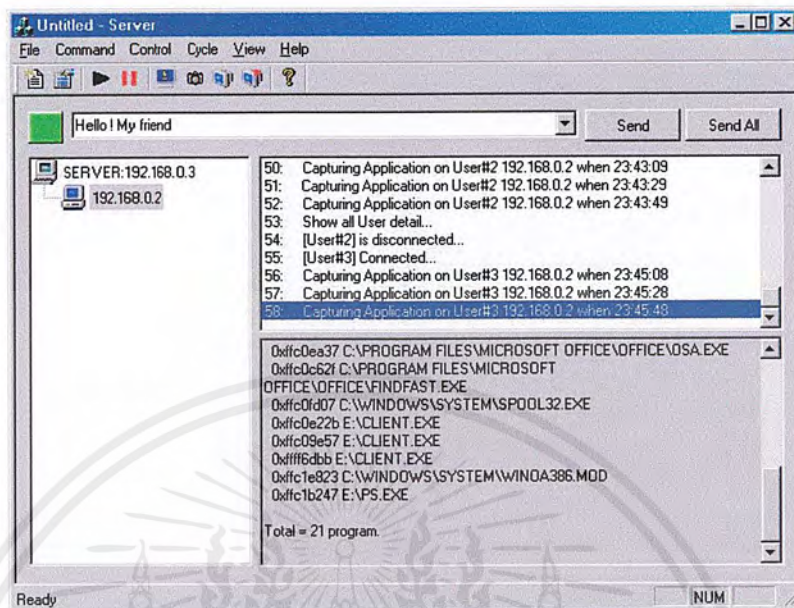 Untitled - Server
File Command Control Cycle View Help
Hello ! My friend
Send
Send All
SERVER:192.168.0.3
192.168.0.2
50: Capturing Application on User#2 192.168.0.2 when 23:43:09
51: Capturing Application on User#2 192.168.0.2 when 23:43:29
52: Capturing Application on User#2 192.168.0.2 when 23:43:49
53: Show all User detail...
54: [User#2] is disconnected...
55: [User#3] Connected...
56: Capturing Application on User#3 192.168.0.2 when 23:45:08
57: Capturing Application on User#3 192.168.0.2 when 23:45:28
58: Capturing Application on User#3 192.168.0.2 when 23:45:48
0xffc0ea37 C:\PROGRAM FILES\MICROSOFT OFFICE\OFFICE\OSA.EXE
0xffc0c62f C:\PROGRAM FILES\MICROSOFT
OFFICE\OFFICE\FINDFAST.EXE
0xffc0fd07 C:\WINDOWS\SYSTEM\SPOOL32.EXE
0xffc0e22b E:\CLIENT.EXE
0xffc09e57 E:\CLIENT.EXE
0xffff6dbb E:\CLIENT.EXE
0xffc1e823 C:\WINDOWS\SYSTEM\WINOA386.MOD
0xffc1b247 E:\PS.EXE
Total = 21 program.
Ready
NUM